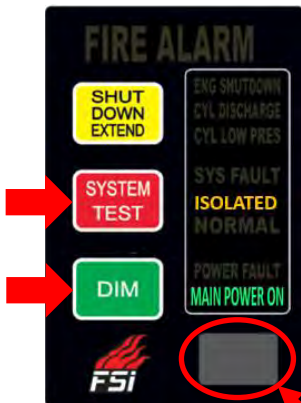 FIRE ALARM
SHUT
DOWN
EXTEND
SYSTEM
TEST
DIM
FSi
ENG SHUTDOWN
CYL DISCHARGE
CYL LOW PRES
SYS FAULT
ISOLATED
NORMAL
POWER FAULT
MAIN POWER ON